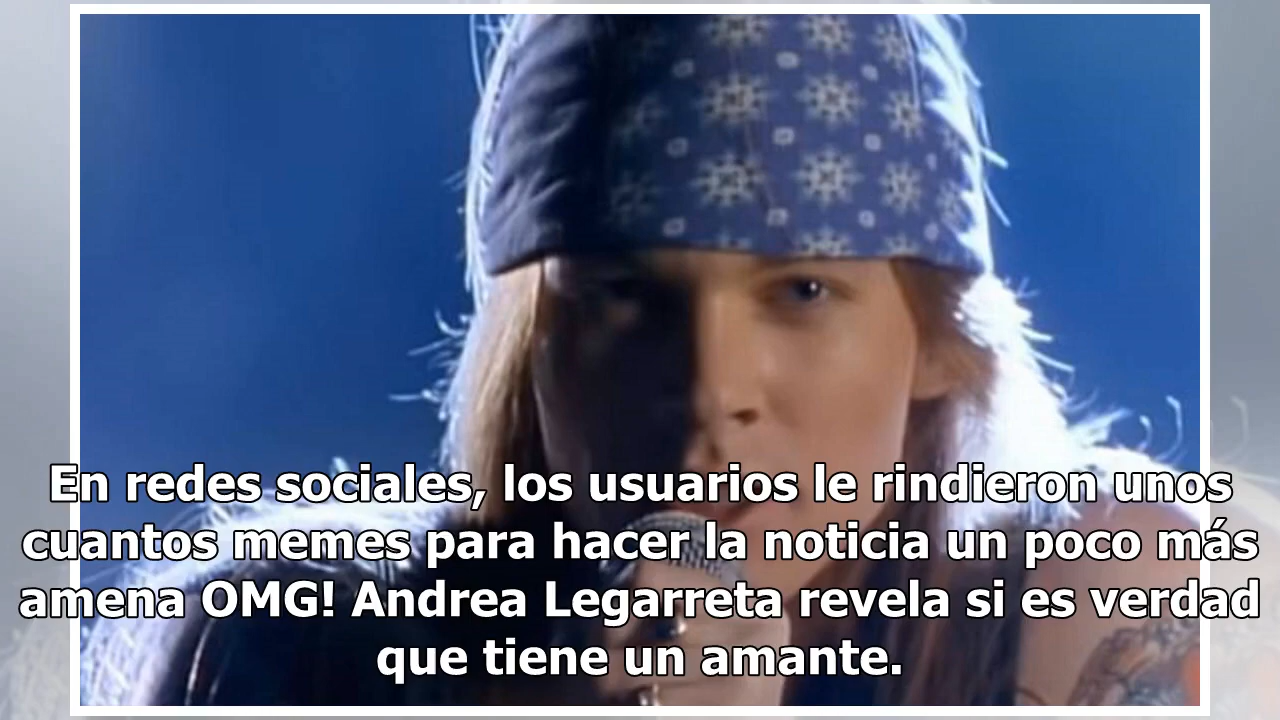 En redes sociales, los usuarios le rindieron unos
cuantos memes para hacer la noticia un poco más
amena OMG! Andrea Legarreta revela si es verdad
que tiene un amante.